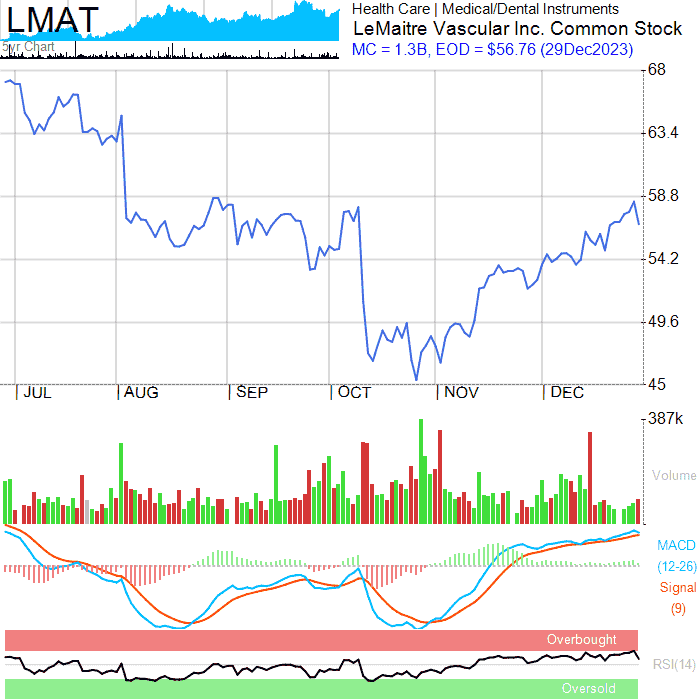 LMAT
5yr Chart
Health Care | Medical/Dental Instruments
LeMaitre Vascular Inc. Common Stock
MC = 1.3B, EOD = $56.76 (29Dec2023)
68
63.4
58.8
54.2
49.6
45
| JUL | AUG | SEP | OCT | NOV | DEC
387k
Volume
MACD
(12-26)
Signal
(9)
Overbought
RSI(14)
Oversold